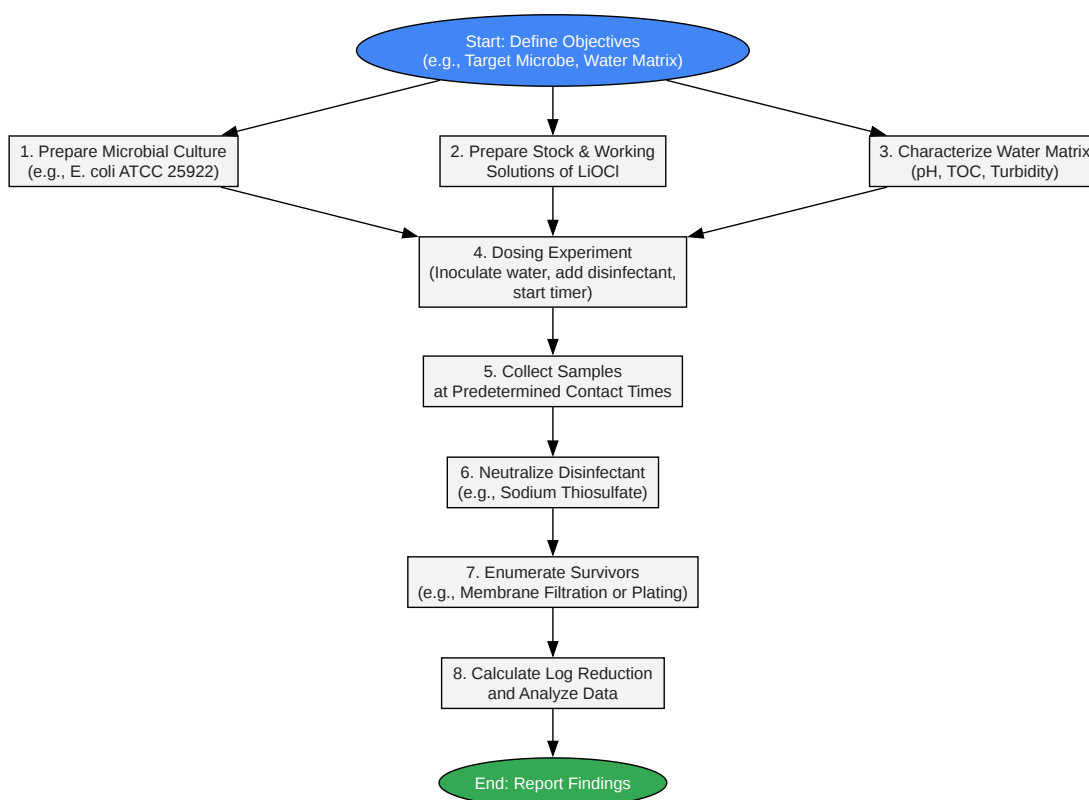 Start: Define Objectives
(e.g., Target Microbe, Water Matrix)
1. Prepare Microbial Culture
(e.g., E. coli ATCC 25922)
2. Prepare Stock & Working
Solutions of LiOCl
3. Characterize Water Matrix
(pH, TOC, Turbidity)
4. Dosing Experiment
(Inoculate water, add disinfectant,
start timer)
5. Collect Samples
at Predetermined Contact Times
6. Neutralize Disinfectant
(e.g., Sodium Thiosulfate)
7. Enumerate Survivors
(e.g., Membrane Filtration or Plating)
8. Calculate Log Reduction
and Analyze Data
End: Report Findings